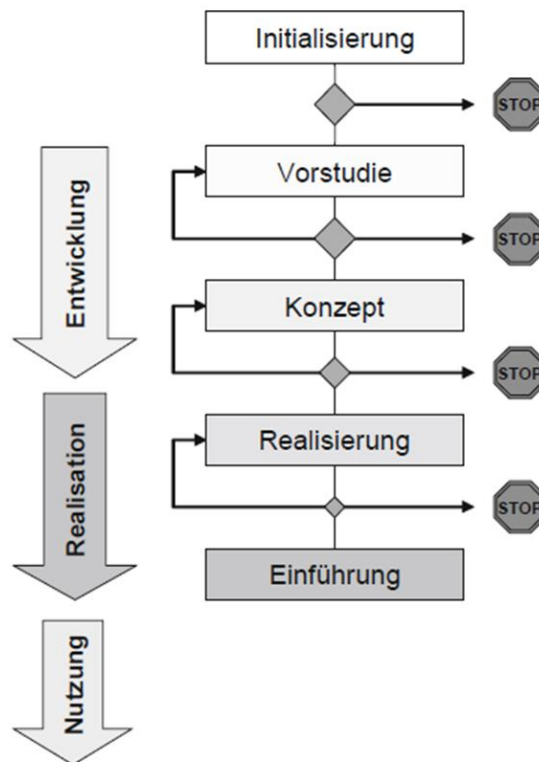 Initialisierung
STOP
Entwicklung
Vorstudie
STOP
Konzept
STOP
Realisation
Realisierung
STOP
Einführung
Nutzung